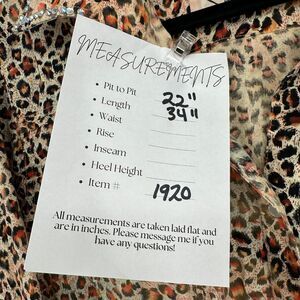 MEASUREMENTS
• Pit to Pit 22"
• Length 34"
• Waist
• Rise
• Inseam
• Heel Height
• Item # 1920
All measurements are taken laid flat and
are in inches. Please message me if you
have any questions!